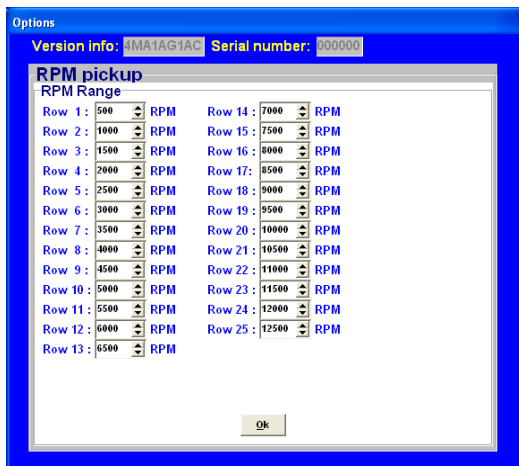 Options
Version info: 4MA1AG1AC Serial number: 000000
RPM pickup
RPM Range
Row 1 : 500 RPM Row 14 : 7000 RPM
Row 2 : 1000 RPM Row 15 : 7500 RPM
Row 3 : 1500 RPM Row 16 : 8000 RPM
Row 4 : 2000 RPM Row 17: 8500 RPM
Row 5 : 2500 RPM Row 18 : 9000 RPM
Row 6 : 3000 RPM Row 19 : 9500 RPM
Row 7 : 3500 RPM Row 20 : 10000 RPM
Row 8 : 4000 RPM Row 21 : 10500 RPM
Row 9 : 4500 RPM Row 22 : 11000 RPM
Row 10 : 5000 RPM Row 23 : 11500 RPM
Row 11 : 5500 RPM Row 24 : 12000 RPM
Row 12 : 6000 RPM Row 25 : 12500 RPM
Row 13 : 6500 RPM
Ok